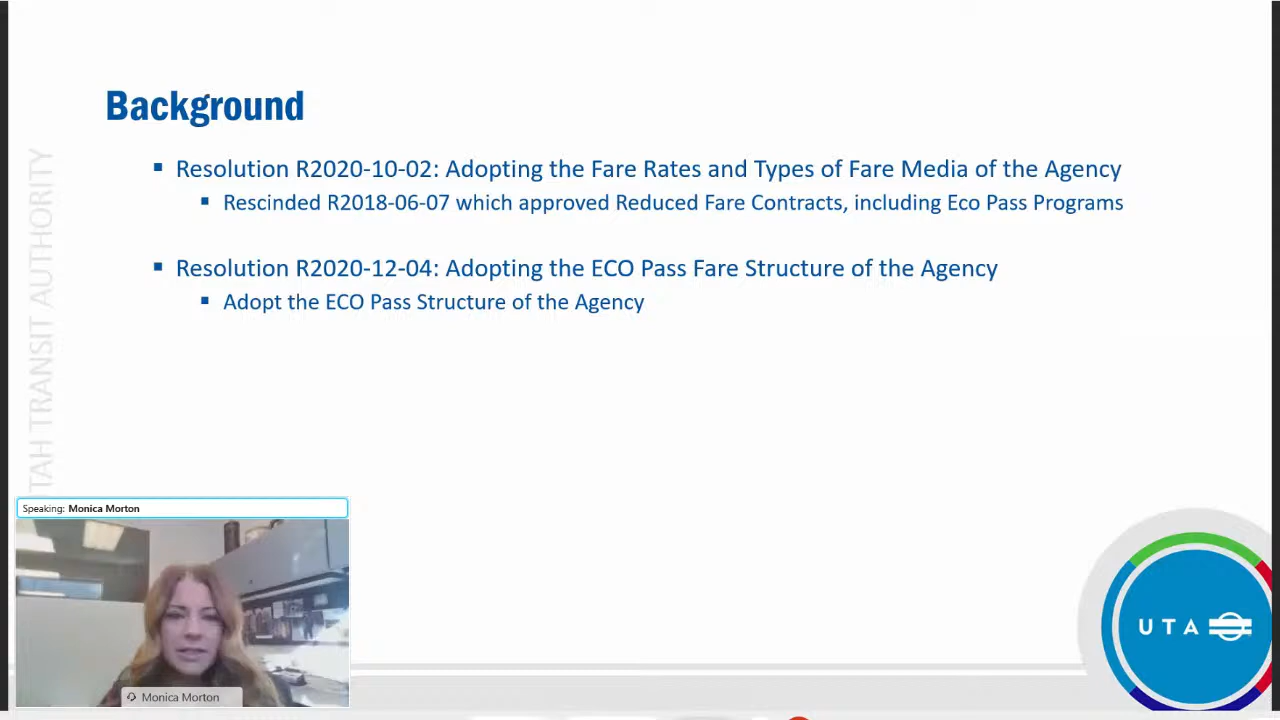 Background
Resolution R2020-10-02: Adopting the Fare Rates and Types of Fare Media of the Agency
Rescinded R2018-06-07 which approved Reduced Fare Contracts, including Eco Pass Programs
Resolution R2020-12-04: Adopting the ECO Pass Fare Structure of the Agency
Adopt the ECO Pass Structure of the Agency
UTAH TRANSIT AUTHORITY
Speaking: Monica Morton
Monica Morton
UTA